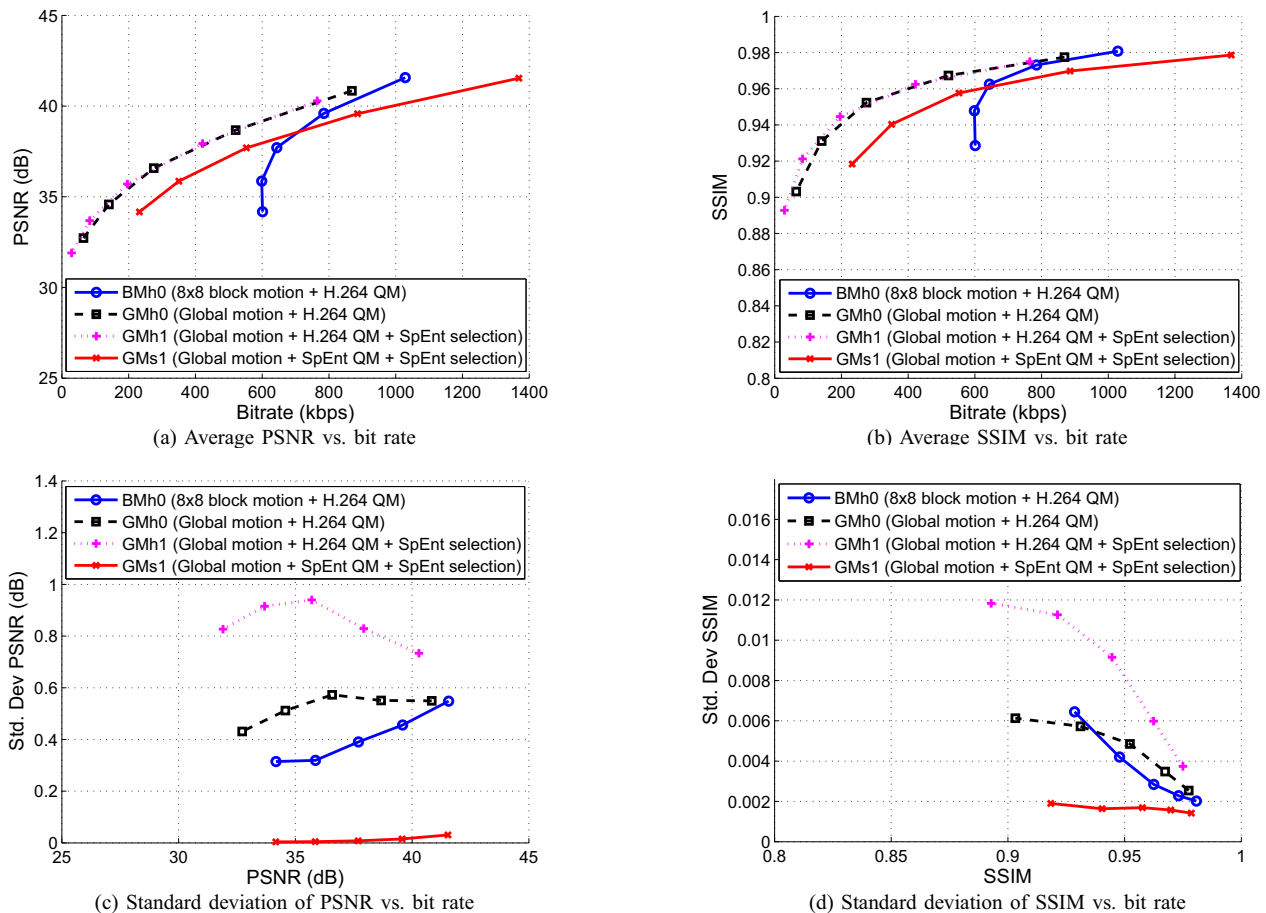 45
40
35
30
25
PSNR (dB)
BMh0 (8x8 block motion + H.264 QM)
GMh0 (Global motion + H.264 QM)
GMh1 (Global motion + H.264 QM + SpEnt selection)
GMs1 (Global motion + SpEnt QM + SpEnt selection)
0 200 400 600 800 1000 1200 1400
Bitrate (kbps)
(a) Average PSNR vs. bit rate
1
0.98
0.96
0.94
0.92
0.9
0.88
0.86
0.84
0.82
0.8
SSIM
BMh0 (8x8 block motion + H.264 QM)
GMh0 (Global motion + H.264 QM)
GMh1 (Global motion + H.264 QM + SpEnt selection)
GMs1 (Global motion + SpEnt QM + SpEnt selection)
0 200 400 600 800 1000 1200 1400
Bitrate (kbps)
(b) Average SSIM vs. bit rate
1.4
1.2
1
0.8
0.6
0.4
0.2
0
Std. Dev PSNR (dB)
BMh0 (8x8 block motion + H.264 QM)
GMh0 (Global motion + H.264 QM)
GMh1 (Global motion + H.264 QM + SpEnt selection)
GMs1 (Global motion + SpEnt QM + SpEnt selection)
25 30 35 40 45
PSNR (dB)
(c) Standard deviation of PSNR vs. bit rate
0.016
0.014
0.012
0.01
0.008
0.006
0.004
0.002
0
Std. Dev SSIM
BMh0 (8x8 block motion + H.264 QM)
GMh0 (Global motion + H.264 QM)
GMh1 (Global motion + H.264 QM + SpEnt selection)
GMs1 (Global motion + SpEnt QM + SpEnt selection)
0.8 0.85 0.9 0.95 1
SSIM
(d) Standard deviation of SSIM vs. bit rate